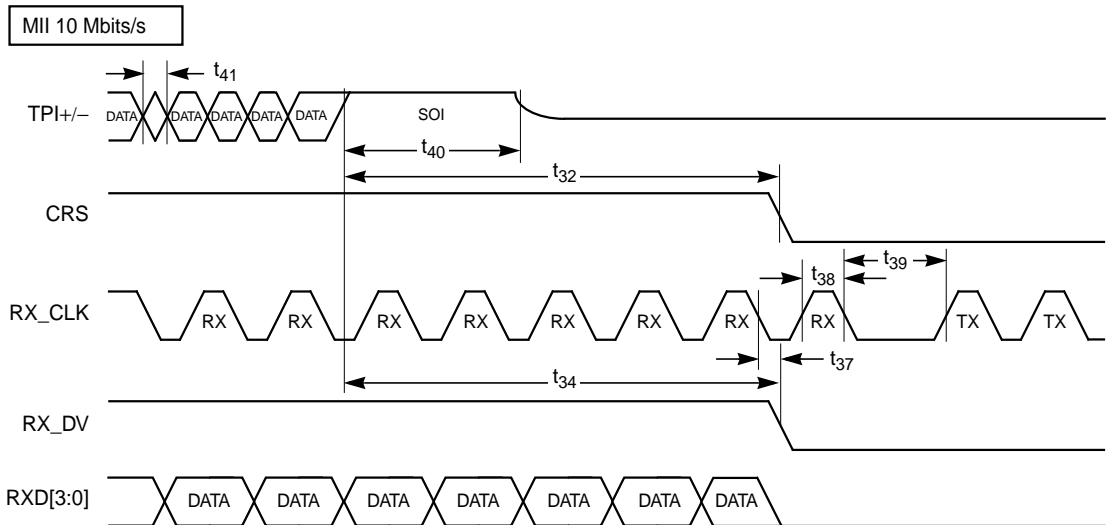 MII 10 Mbits/s
t41
TPI+/–
DATA DATA DATA DATA DATA SOI
t40
t32
CRS
t39
t38
RX_CLK
RX RX RX RX RX RX RX RX TX TX
t37
t34
RX_DV
RXD[3:0]
DATA DATA DATA DATA DATA DATA DATA